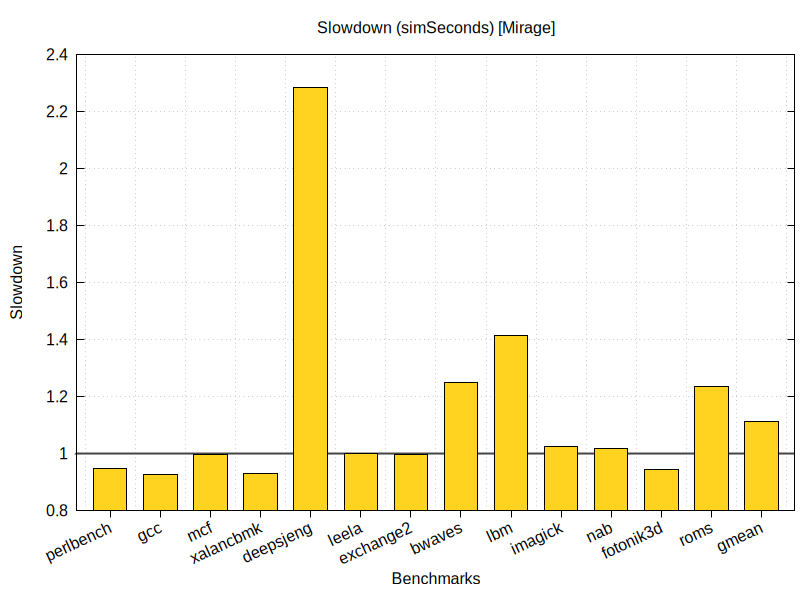 Slowdown (simSeconds) [Mirage]
2.4
2.2
2
1.8
1.6
1.4
1.2
1
0.8
Slowdown
perlbench
gcc
mcf
xalancbmk
deepsjeng
leela
exchange2
bwaves
lbm
imagick
nab
fotonik3d
roms
gmean
Benchmarks